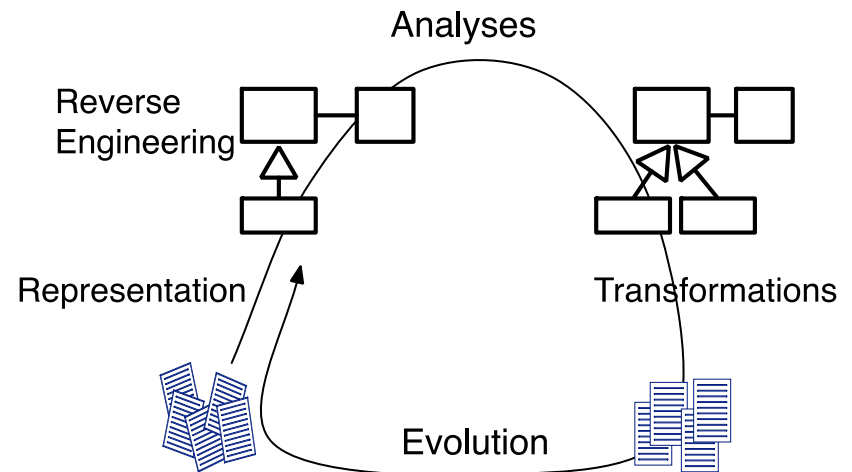 Analyses
Reverse
Engineering
Representation
Transformations
Evolution